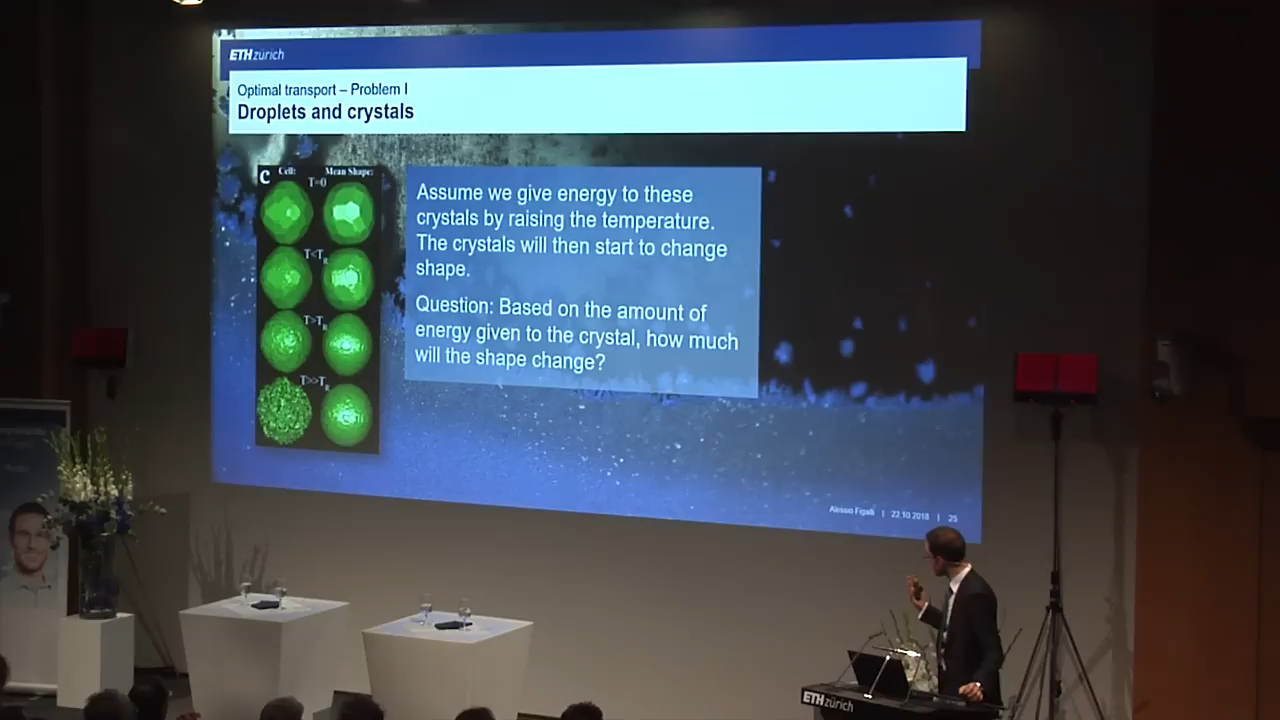 ETH zürich
Optimal transport – Problem I
Droplets and crystals
c Cell: Mean Shape:
T=0
T<T_R
T>T_R
T>>T_R
Assume we give energy to these
crystals by raising the temperature.
The crystals will then start to change
shape.
Question: Based on the amount of
energy given to the crystal, how much
will the shape change?
Alessio Figalli | 22.10.2018 | 25
ETH zürich